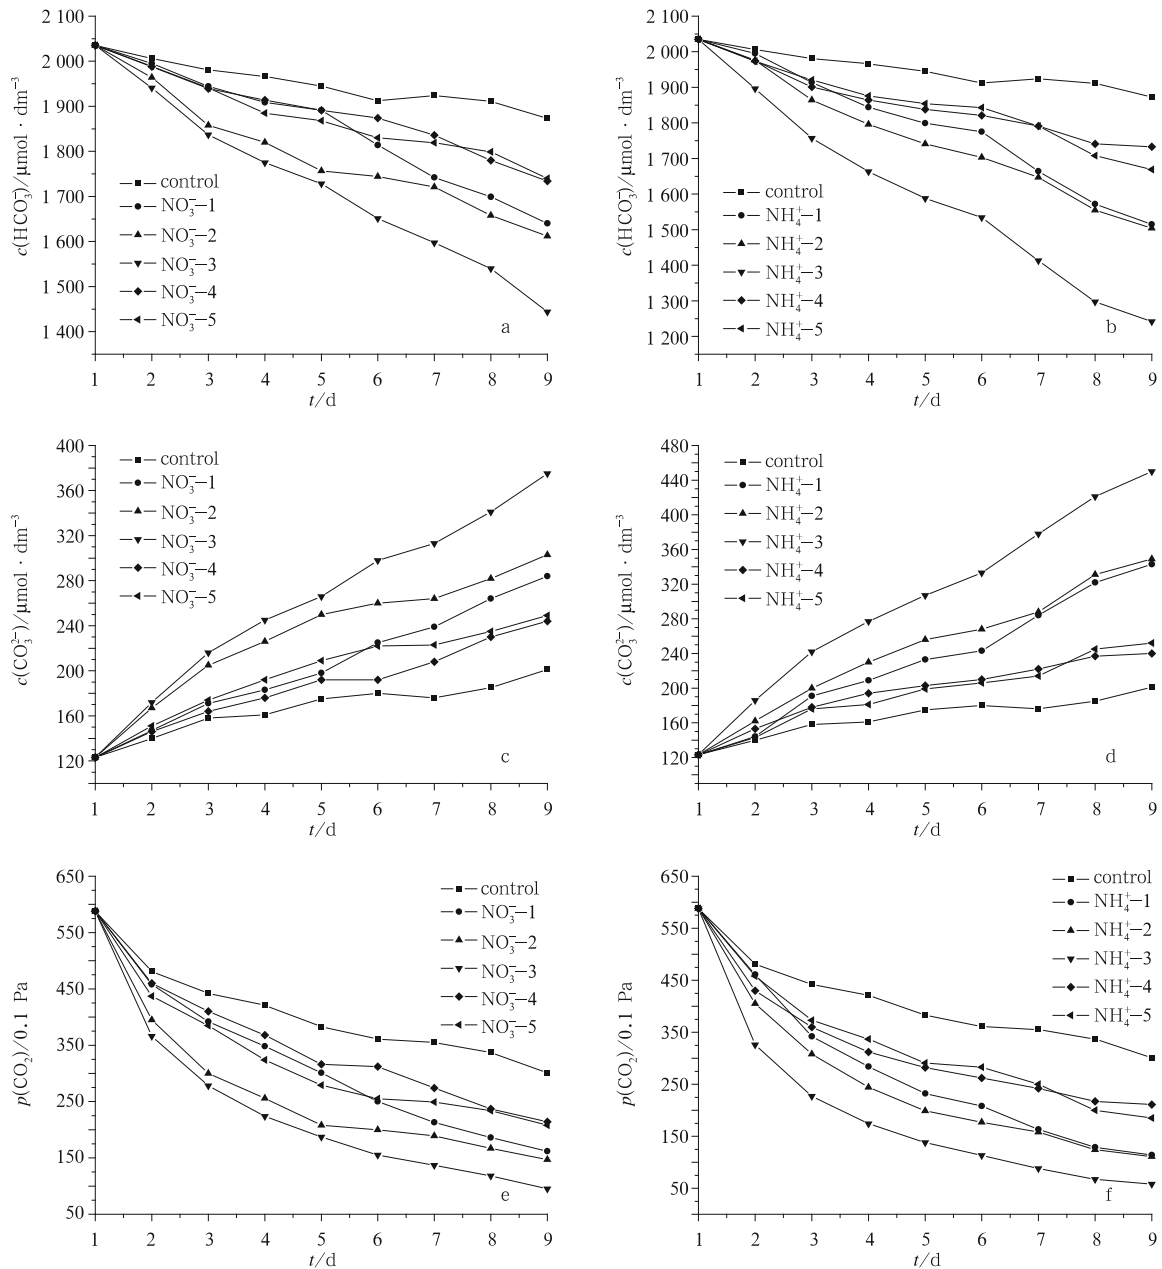 2 100
2 000
1 900
1 800
1 700
1 600
1 500
1 400
c(HCO₃⁻)/μmol · dm⁻³
control
NO₃⁻—1
NO₃⁻—2
NO₃⁻—3
NO₃⁻—4
NO₃⁻—5
a
1 2 3 4 5 6 7 8 9
t/d
2 100
2 000
1 900
1 800
1 700
1 600
1 500
1 400
1 300
1 200
c(HCO₃⁻)/μmol · dm⁻³
control
NH₄⁺—1
NH₄⁺—2
NH₄⁺—3
NH₄⁺—4
NH₄⁺—5
b
1 2 3 4 5 6 7 8 9
t/d
400
360
320
280
240
200
160
120
c(CO₃²⁻)/μmol · dm⁻³
control
NO₃⁻—1
NO₃⁻—2
NO₃⁻—3
NO₃⁻—4
NO₃⁻—5
c
1 2 3 4 5 6 7 8 9
t/d
480
440
400
360
320
280
240
200
160
120
c(CO₃²⁻)/μmol · dm⁻³
control
NH₄⁺—1
NH₄⁺—2
NH₄⁺—3
NH₄⁺—4
NH₄⁺—5
d
1 2 3 4 5 6 7 8 9
t/d
650
550
450
350
250
150
50
p(CO₂)/0.1 Pa
control
NO₃⁻—1
NO₃⁻—2
NO₃⁻—3
NO₃⁻—4
NO₃⁻—5
e
1 2 3 4 5 6 7 8 9
t/d
650
550
450
350
250
150
50
p(CO₂)/0.1 Pa
control
NH₄⁺—1
NH₄⁺—2
NH₄⁺—3
NH₄⁺—4
NH₄⁺—5
f
1 2 3 4 5 6 7 8 9
t/d